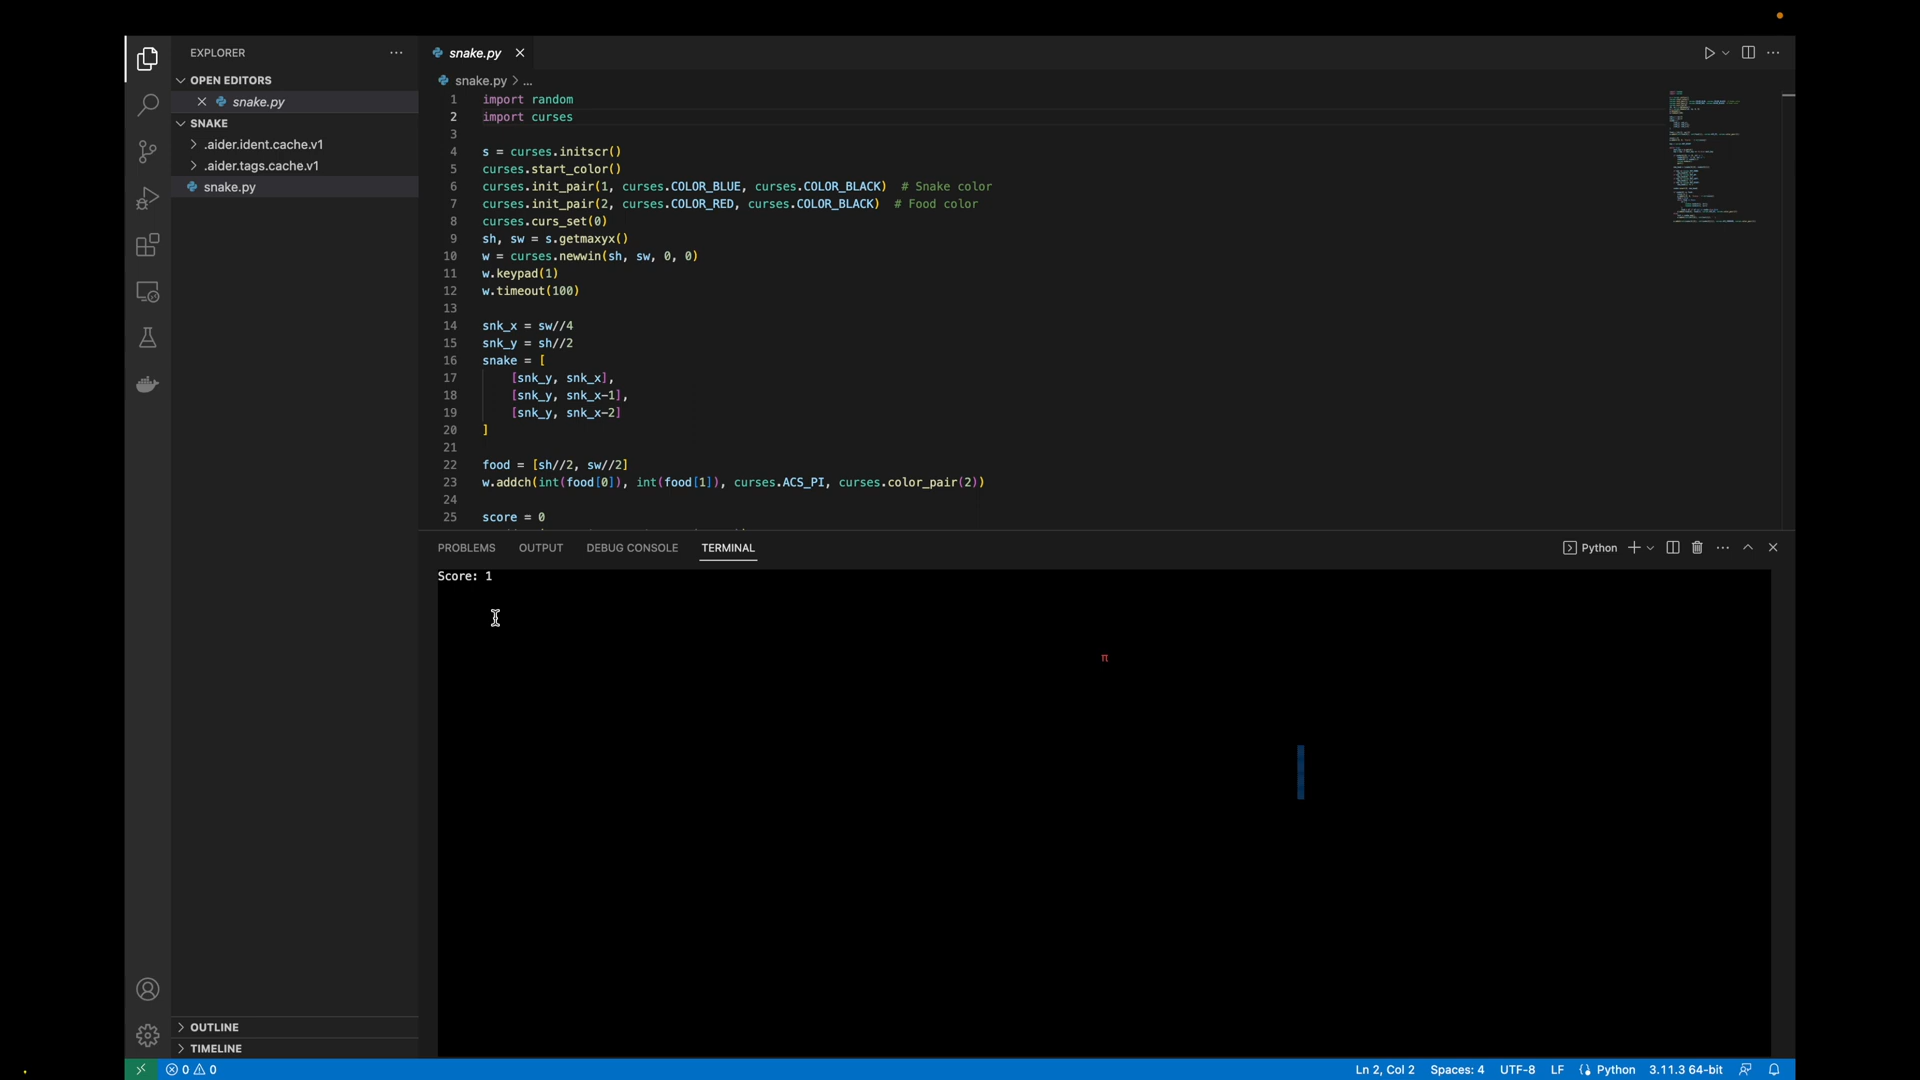 EXPLORER
OPEN EDITORS
snake.py
SNAKE
.aider.ident.cache.v1
.aider.tags.cache.v1
snake.py
OUTLINE
TIMELINE
snake.py
snake.py > ...
1 import random
2 import curses
3
4 s = curses.initscr()
5 curses.start_color()
6 curses.init_pair(1, curses.COLOR_BLUE, curses.COLOR_BLACK)  # Snake color
7 curses.init_pair(2, curses.COLOR_RED, curses.COLOR_BLACK)  # Food color
8 curses.curs_set(0)
9 sh, sw = s.getmaxyx()
10 w = curses.newwin(sh, sw, 0, 0)
11 w.keypad(1)
12 w.timeout(100)
13
14 snk_x = sw//4
15 snk_y = sh//2
16 snake = [
17     [snk_y, snk_x],
18     [snk_y, snk_x-1],
19     [snk_y, snk_x-2]
20 ]
21
22 food = [sh//2, sw//2]
23 w.addch(int(food[0]), int(food[1]), curses.ACS_PI, curses.color_pair(2))
24
25 score = 0
PROBLEMS OUTPUT DEBUG CONSOLE TERMINAL Python
Score: 1
π
0 0 Ln 2, Col 2 Spaces: 4 UTF-8 LF Python 3.11.3 64-bit